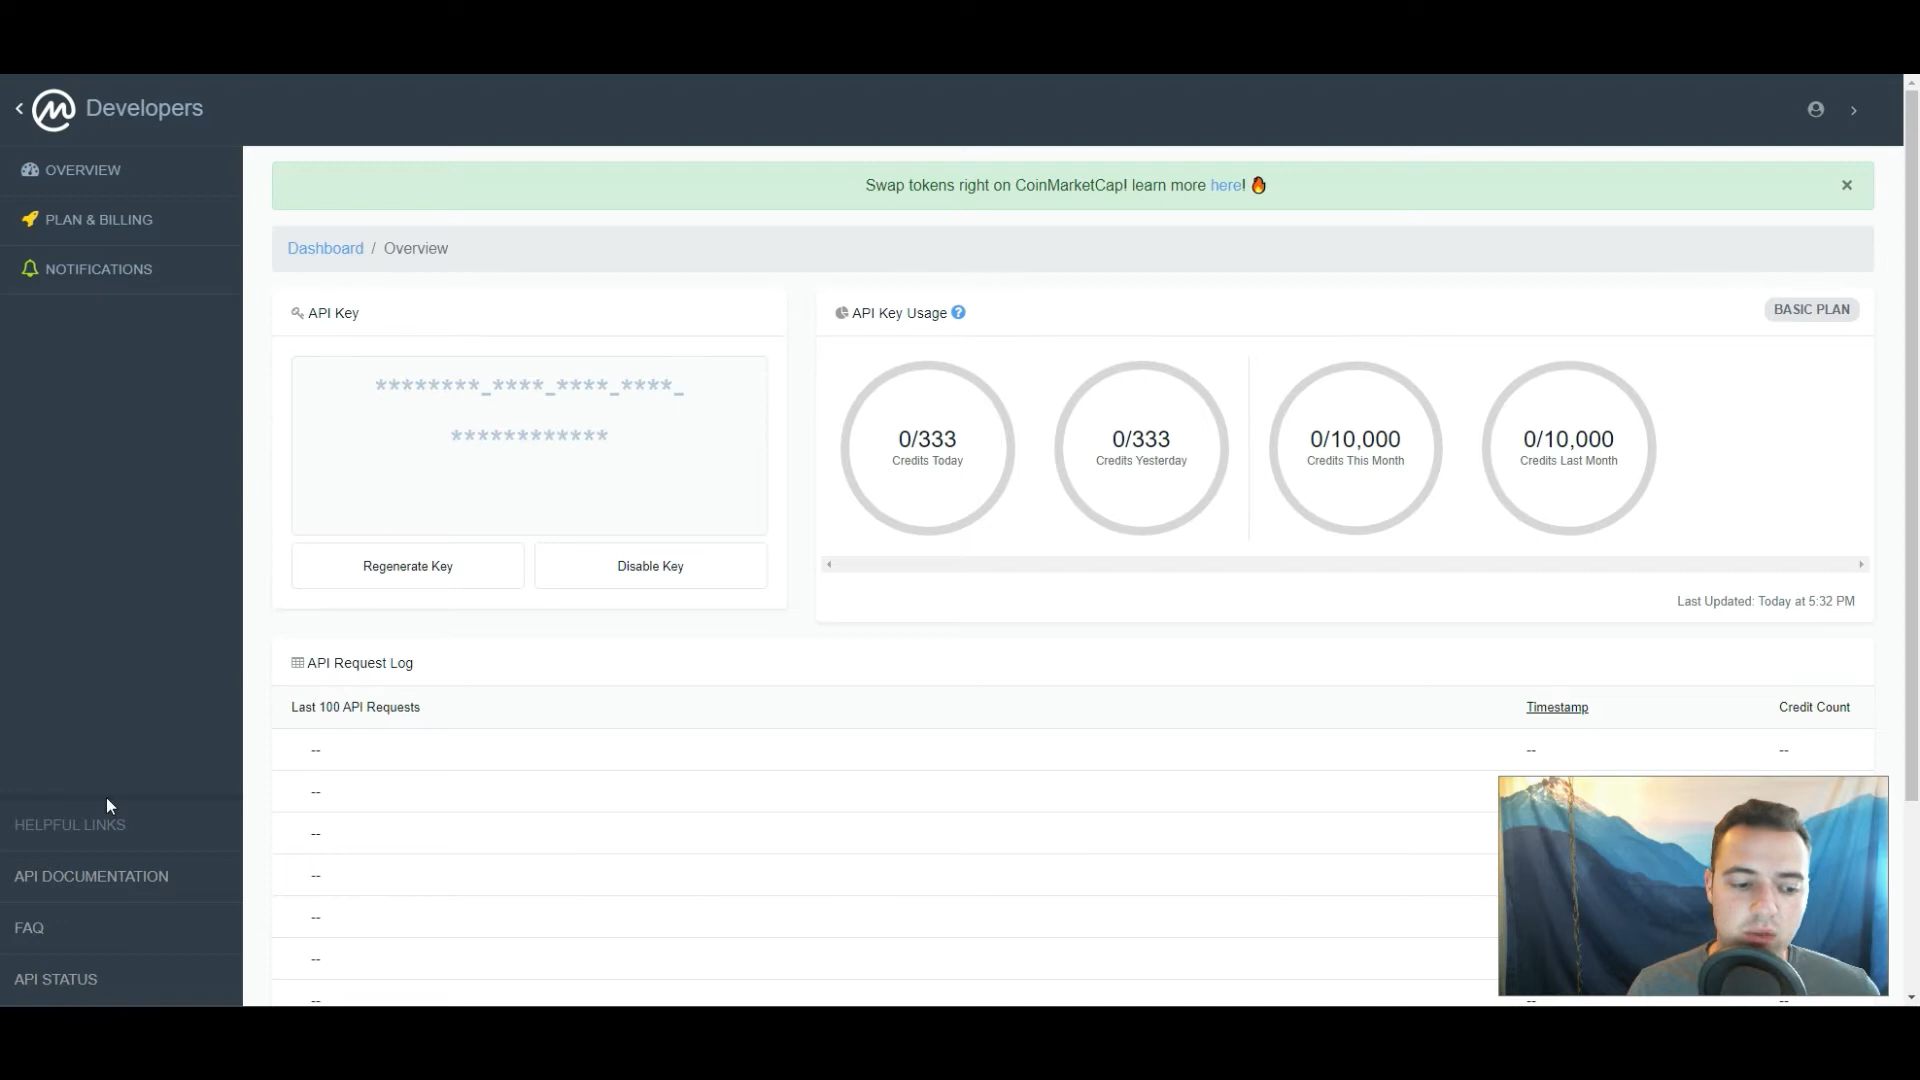 Developers
OVERVIEW
PLAN & BILLING
NOTIFICATIONS
Swap tokens right on CoinMarketCap! learn more here! 🔥
×
Dashboard / Overview
API Key
********_****_****_****_
************
Regenerate Key
Disable Key
API Key Usage ?
BASIC PLAN
0/333
Credits Today
0/333
Credits Yesterday
0/10,000
Credits This Month
0/10,000
Credits Last Month
Last Updated: Today at 5:32 PM
API Request Log
Last 100 API Requests
Timestamp
Credit Count
-- -- --
--
--
--
--
--
-- -- --
HELPFUL LINKS
API DOCUMENTATION
FAQ
API STATUS